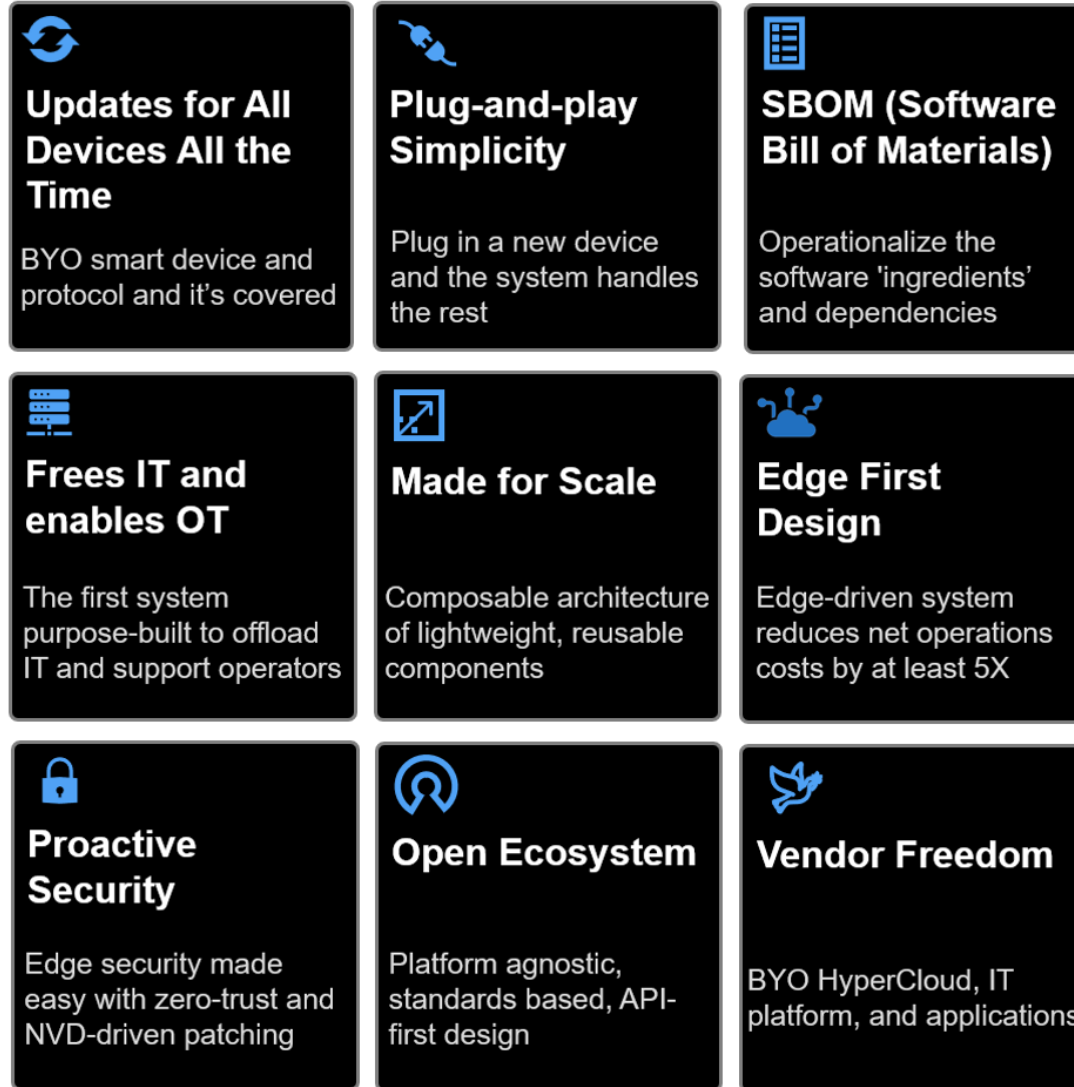 Updates for All
Devices All the
Time
BYO smart device and
protocol and it’s covered
Plug-and-play
Simplicity
Plug in a new device
and the system handles
the rest
SBOM (Software
Bill of Materials)
Operationalize the
software 'ingredients’
and dependencies
Frees IT and
enables OT
The first system
purpose-built to offload
IT and support operators
Made for Scale
Composable architecture
of lightweight, reusable
components
Edge First
Design
Edge-driven system
reduces net operations
costs by at least 5X
Proactive
Security
Edge security made
easy with zero-trust and
NVD-driven patching
Open Ecosystem
Platform agnostic,
standards based, API-
first design
Vendor Freedom
BYO HyperCloud, IT
platform, and applications